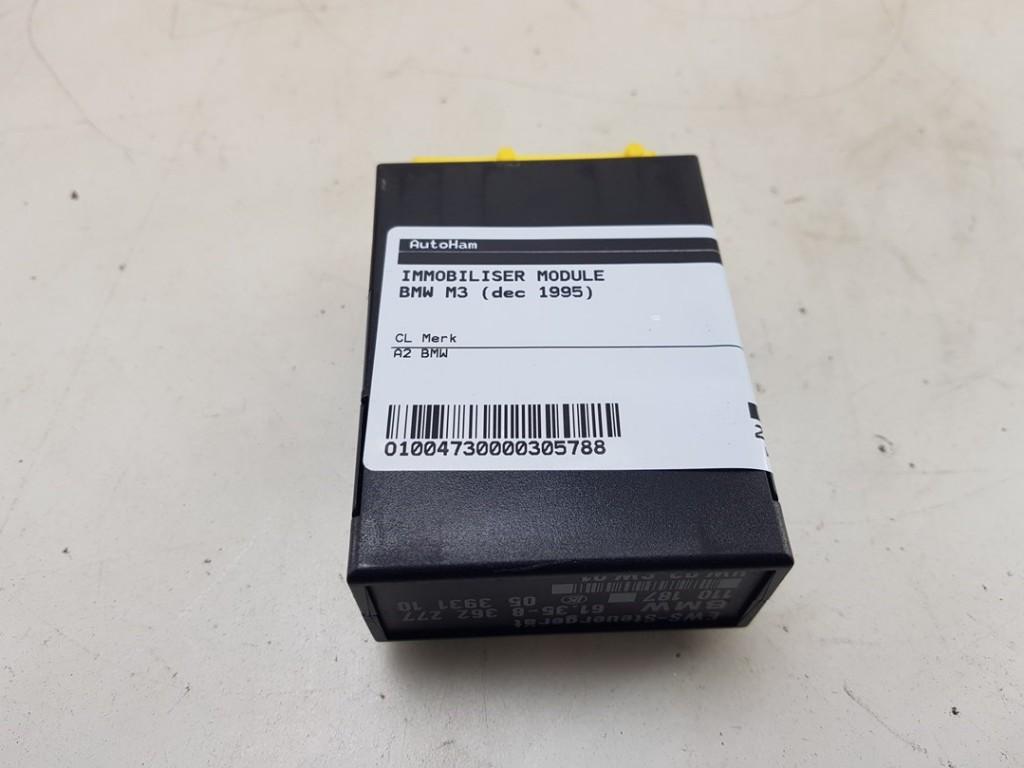 AutoHam
IMMOBILISER MODULE
BMW M3 (dec 1995)
CL Merk
A2 BMW
01004730000305788
EWS-Steuergerät
BMW 61.35-8 362 277
110 187 05 3931 10